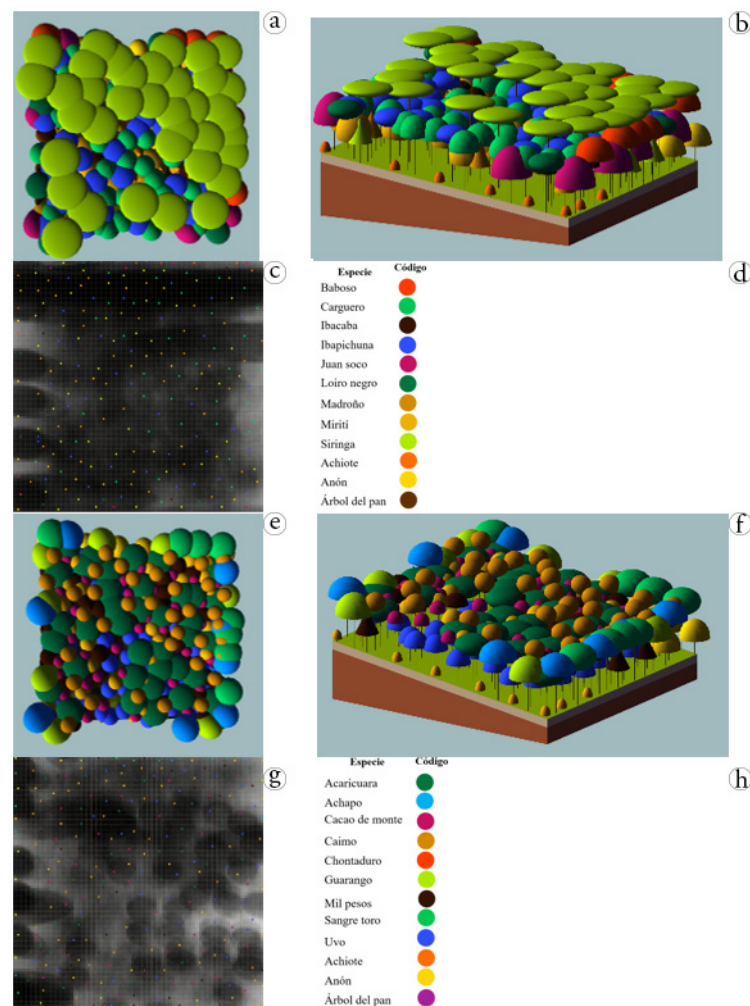 a
b
c
d
Especie Código
Baboso
Carguero
Ibacaba
Ibapichuna
Juan soco
Loiro negro
Madroño
Mirití
Siringa
Achiote
Anón
Árbol del pan
e
f
g
h
Especie Código
Acaricuara
Achapo
Cacao de monte
Caimo
Chontaduro
Guarango
Mil pesos
Sangre toro
Uvo
Achiote
Anón
Árbol del pan